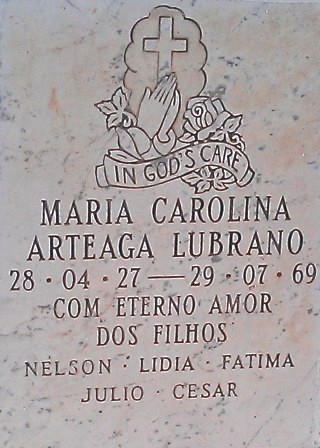 IN GOD'S CARE
MARIA CAROLINA
ARTEAGA LUBRANO
28 · 04 · 27 — 29 · 07 · 69
COM ETERNO AMOR
DOS FILHOS
NELSON · LIDIA · FATIMA
JULIO · CESAR